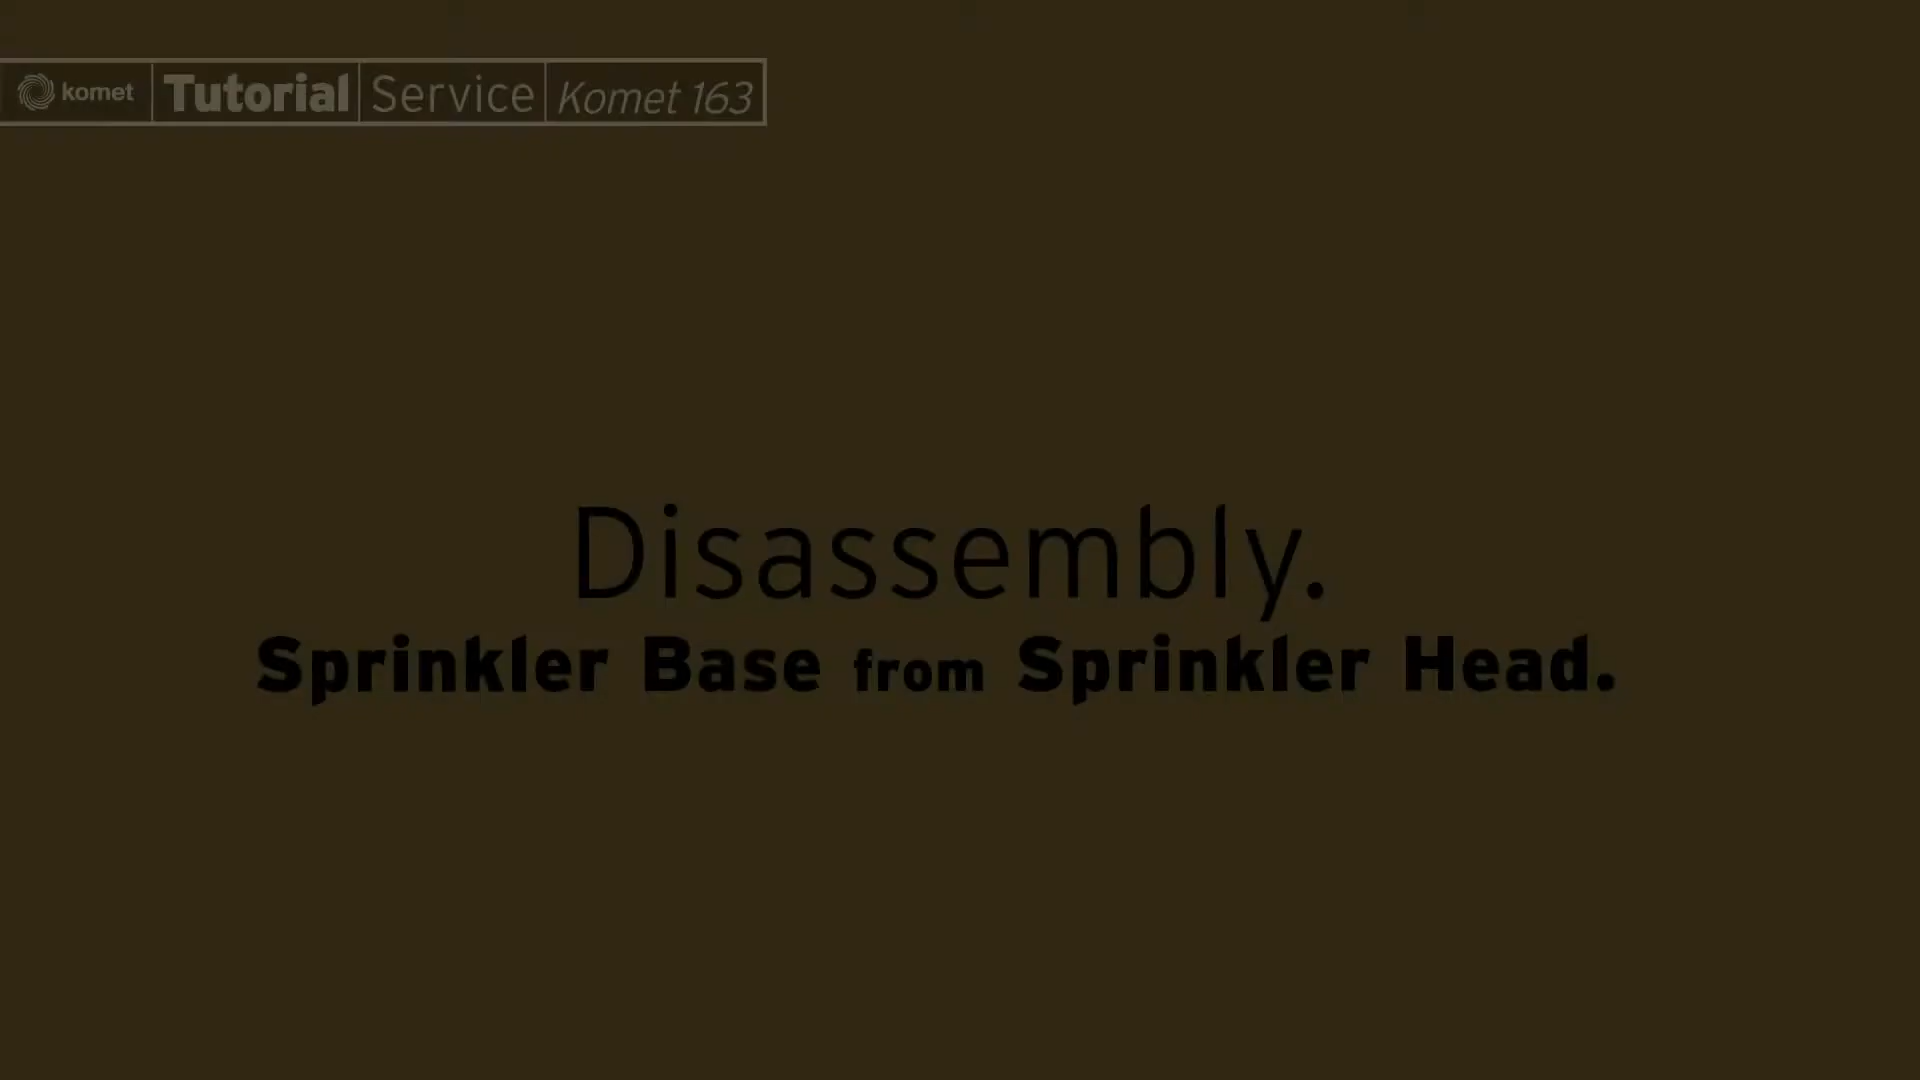 komet Tutorial Service Komet 163
Disassembly.
Sprinkler Base from Sprinkler Head.